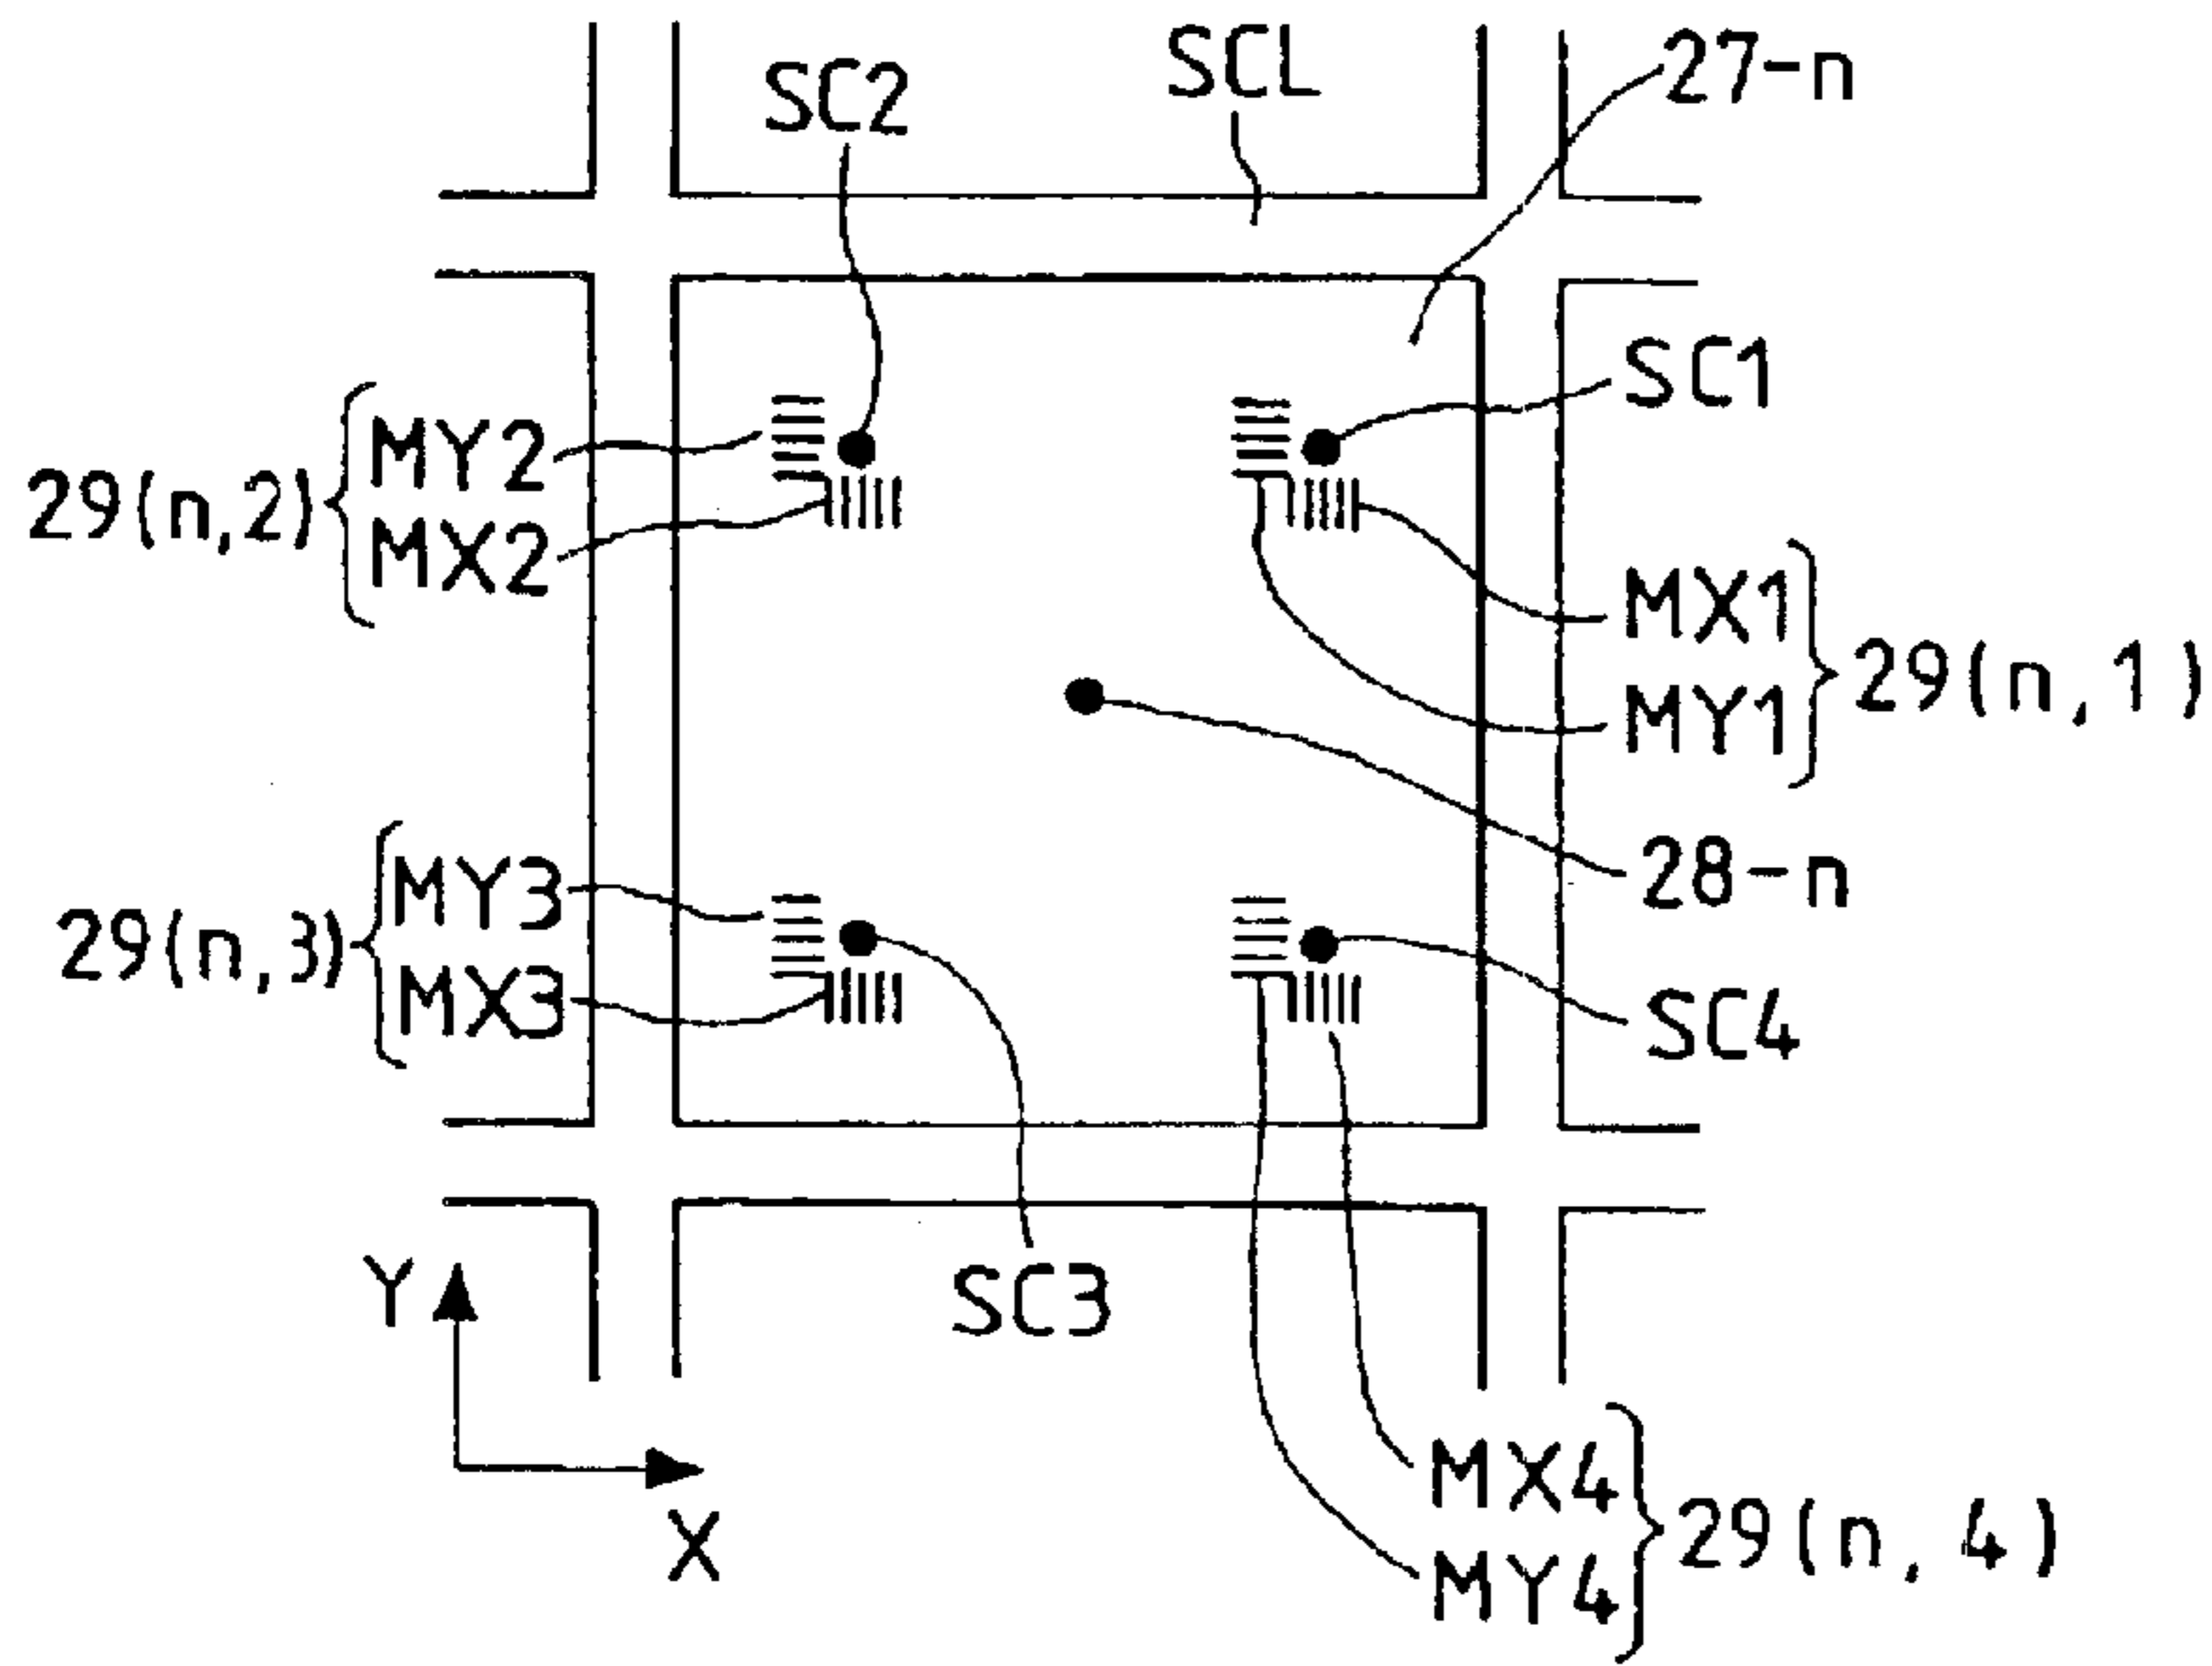 SCL
27-n
SC2
SC1
MY2
29(n,2)
MX2
MX1
29(n,1)
MY1
28-n
MY3
29(n,3)
MX3
SC4
SC3
Y
X
MX4
29(n,4)
MY4